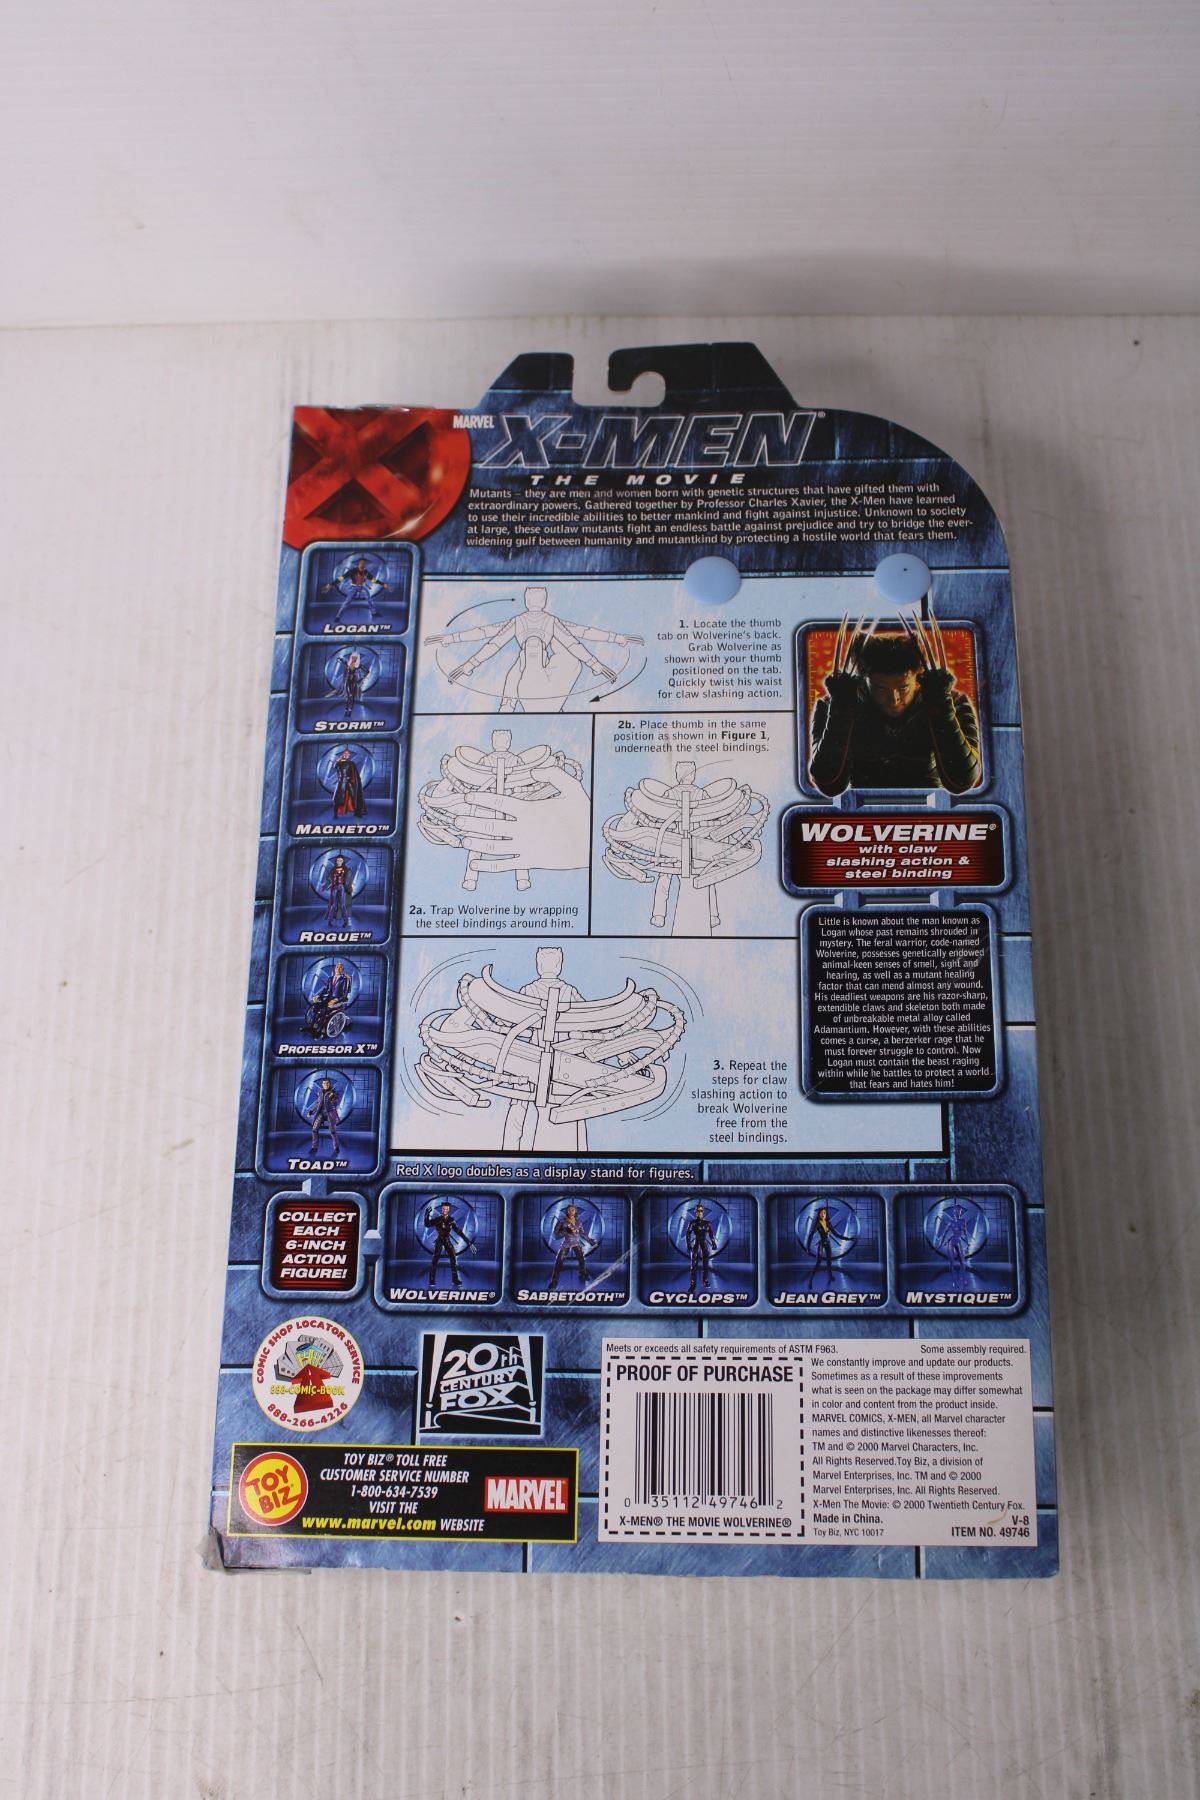 MARVEL X-MEN®
THE MOVIE
Mutants – they are men and women born with genetic structures that have gifted them with
extraordinary powers. Gathered together by Professor Charles Xavier, the X-Men have learned
to use their incredible abilities to better mankind and fight against injustice. Unknown to society
at large, these outlaw mutants fight an endless battle against prejudice and try to bridge the ever-
widening gulf between humanity and mutantkind by protecting a hostile world that fears them.
LOGAN™
STORM™
MAGNETO™
ROGUE™
PROFESSOR X™
TOAD™
1. Locate the thumb
tab on Wolverine's back.
Grab Wolverine as
shown with your thumb
positioned on the tab.
Quickly twist his waist
for claw slashing action.
2a. Trap Wolverine by wrapping
the steel bindings around him.
2b. Place thumb in the same
position as shown in Figure 1,
underneath the steel bindings.
3. Repeat the
steps for claw
slashing action to
break Wolverine
free from the
steel bindings.
WOLVERINE®
with claw
slashing action &
steel binding
Little is known about the man known as
Logan whose past remains shrouded in
mystery. The feral warrior, code-named
Wolverine, possesses genetically endowed
animal-keen senses of smell, sight and
hearing, as well as a mutant healing
factor that can mend almost any wound.
His deadliest weapons are his razor-sharp,
extendible claws and skeleton both made
of unbreakable metal alloy called
Adamantium. However, with these abilities
comes a curse, a berzerker rage that he
must forever struggle to control. Now
Logan must contain the beast raging
within while he battles to protect a world
that fears and hates him!
Red X logo doubles as a display stand for figures.
COLLECT
EACH
6-INCH
ACTION
FIGURE!
WOLVERINE®
SABRETOOTH™
CYCLOPS™
JEAN GREY™
MYSTIQUE™
COMIC SHOP LOCATOR SERVICE
888-COMIC-BOOK
888-266-4226
20th
CENTURY
FOX
TOY
BIZ
TOY BIZ® TOLL FREE
CUSTOMER SERVICE NUMBER
1-800-634-7539
VISIT THE
www.marvel.com WEBSITE
MARVEL
Meets or exceeds all safety requirements of ASTM F963.
Some assembly required.
PROOF OF PURCHASE
0 35112 49746 2
X-MEN® THE MOVIE WOLVERINE®
We constantly improve and update our products.
Sometimes as a result of these improvements
what is seen on the package may differ somewhat
in color and content from the product inside.
MARVEL COMICS, X-MEN, all Marvel character
names and distinctive likenesses thereof:
TM and © 2000 Marvel Characters, Inc.
All Rights Reserved.Toy Biz, a division of
Marvel Enterprises, Inc. TM and © 2000
Marvel Enterprises, Inc. All Rights Reserved.
X-Men The Movie: © 2000 Twentieth Century Fox.
Made in China. V-8
Toy Biz, NYC 10017 ITEM NO. 49746